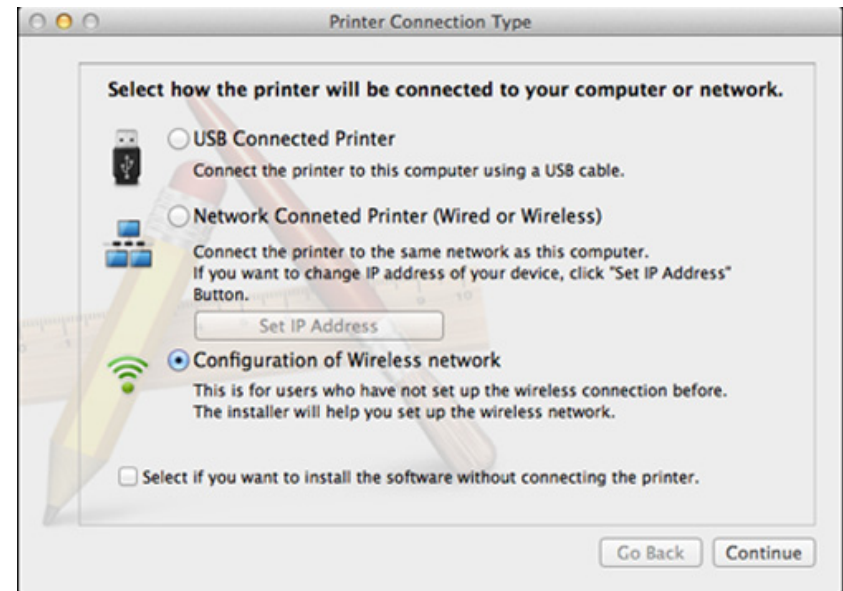 Printer Connection Type
Select how the printer will be connected to your computer or network.
USB Connected Printer
Connect the printer to this computer using a USB cable.
Network Conneted Printer (Wired or Wireless)
Connect the printer to the same network as this computer.
If you want to change IP address of your device, click "Set IP Address"
Button.
Set IP Address
Configuration of Wireless network
This is for users who have not set up the wireless connection before.
The installer will help you set up the wireless network.
Select if you want to install the software without connecting the printer.
Go Back
Continue